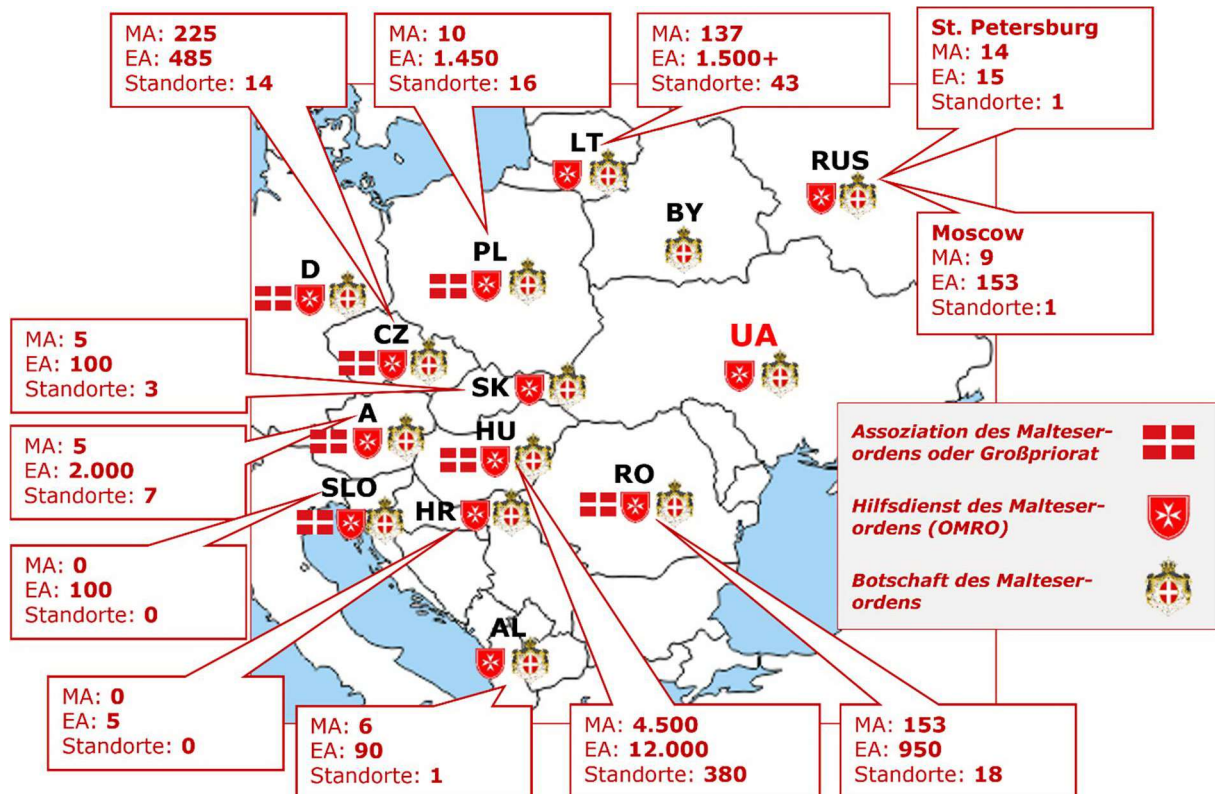 MA: 225
EA: 485
Standorte: 14
MA: 10
EA: 1.450
Standorte: 16
MA: 137
EA: 1.500+
Standorte: 43
St. Petersburg
MA: 14
EA: 15
Standorte: 1
LT
RUS
BY
Moscow
MA: 9
EA: 153
Standorte:1
PL
D
CZ
UA
MA: 5
EA: 100
Standorte: 3
SK
A
HU
MA: 5
EA: 2.000
Standorte: 7
RO
SLO
HR
Assoziation des Malteser-
ordens oder Großpriorat
Hilfsdienst des Malteser-
ordens (OMRO)
Botschaft des Malteser-
ordens
MA: 0
EA: 100
Standorte: 0
AL
MA: 0
EA: 5
Standorte: 0
MA: 6
EA: 90
Standorte: 1
MA: 4.500
EA: 12.000
Standorte: 380
MA: 153
EA: 950
Standorte: 18